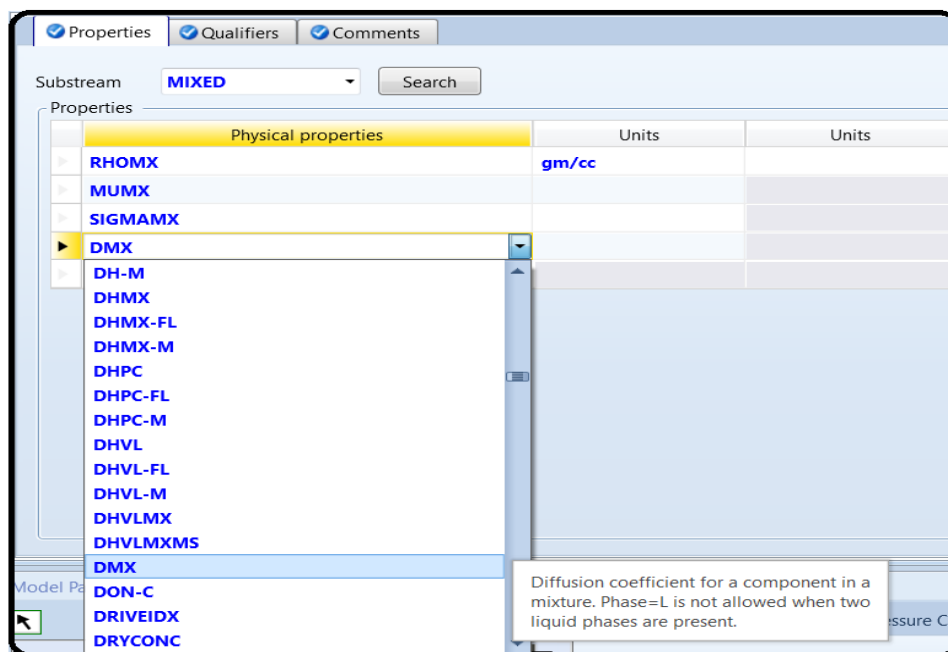 Properties Qualifiers Comments
Substream MIXED Search
Properties
Physical properties Units Units
RHOMX gm/cc
MUMX
SIGMAMX
DMX
DH-M
DHMX
DHMX-FL
DHMX-M
DHPC
DHPC-FL
DHPC-M
DHVL
DHVL-FL
DHVL-M
DHVLMX
DHVLMXMS
DMX
DON-C
DRIVEIDX
DRYCONC
Diffusion coefficient for a component in a
mixture. Phase=L is not allowed when two
liquid phases are present.
Model Pa
essure C